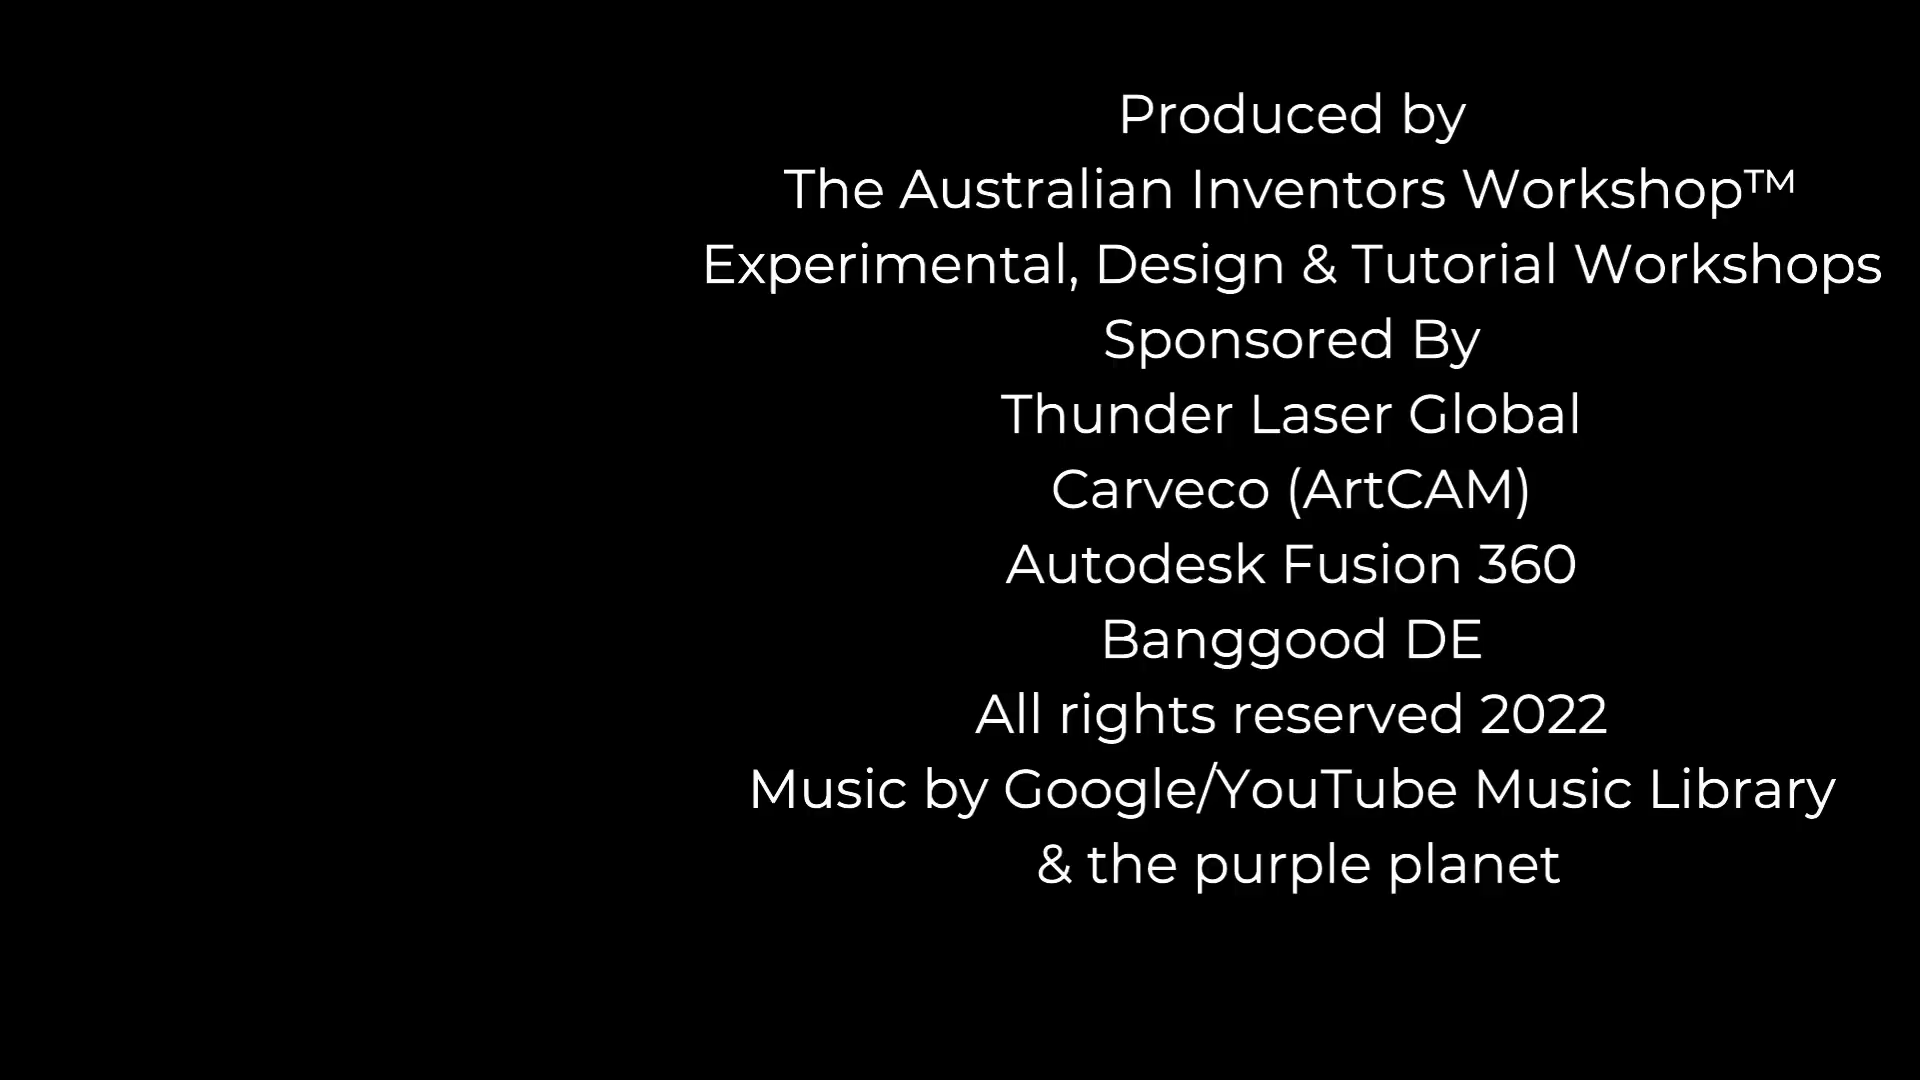 Produced by
The Australian Inventors Workshop™
Experimental, Design & Tutorial Workshops
Sponsored By
Thunder Laser Global
Carveco (ArtCAM)
Autodesk Fusion 360
Banggood DE
All rights reserved 2022
Music by Google/YouTube Music Library
& the purple planet